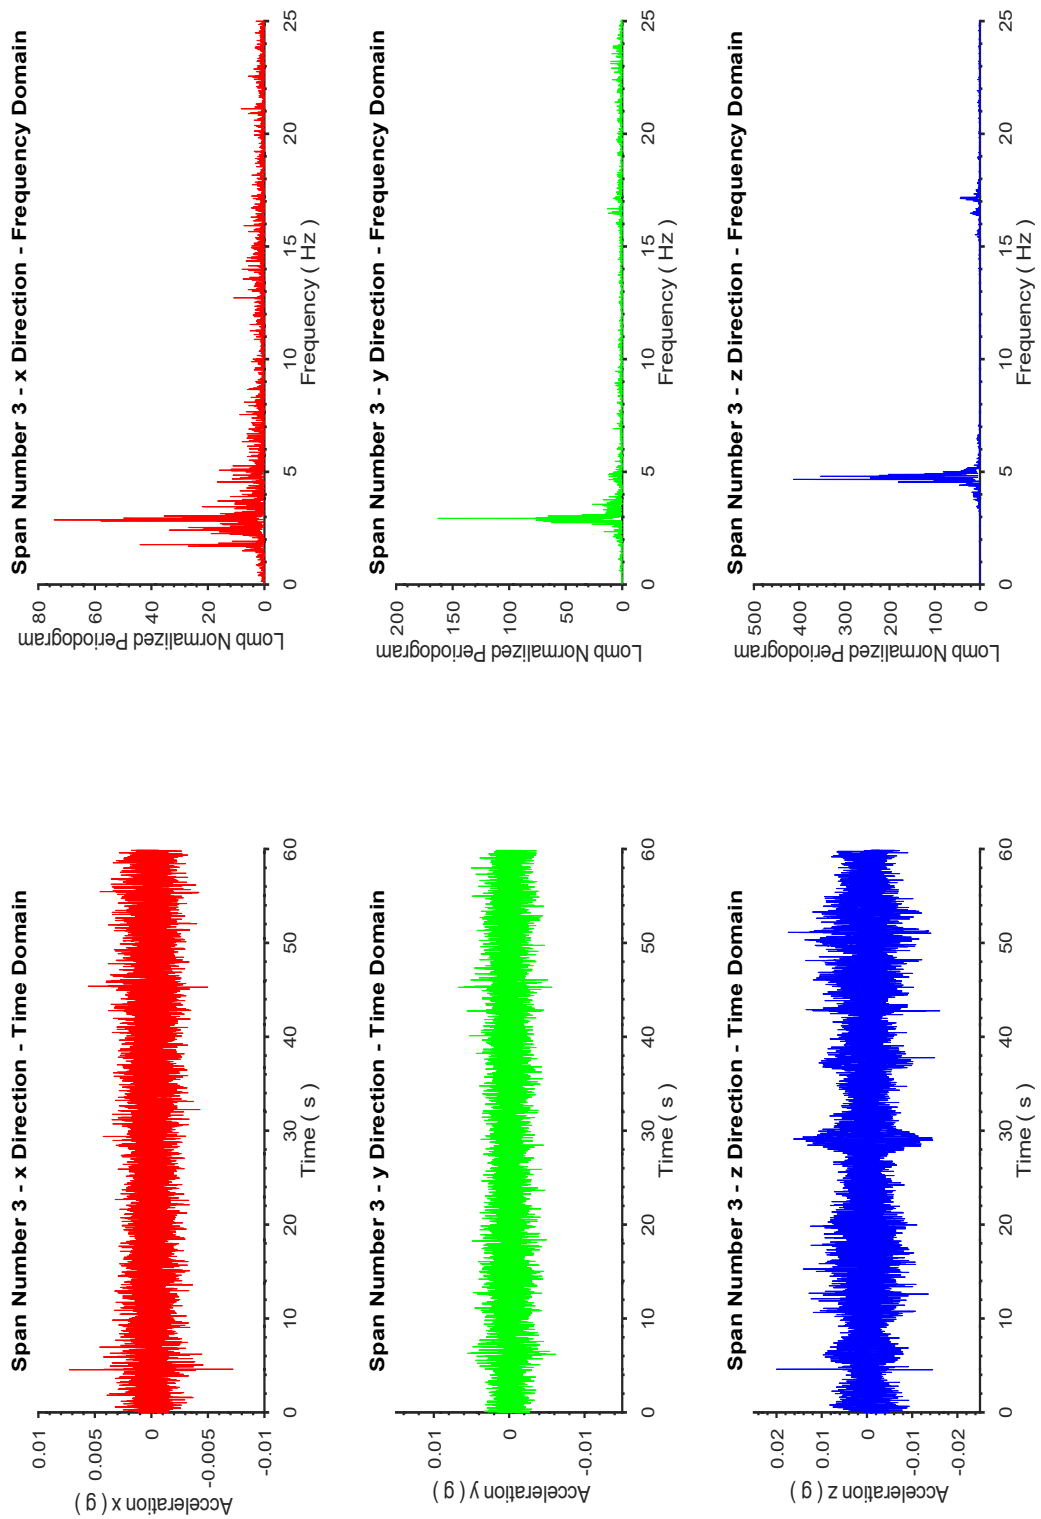 Span Number 3 - x Direction - Time Domain
Acceleration x ( g )
0.01
0.005
0
-0.005
-0.01
0 10 20 30 40 50 60
Time ( s )
Span Number 3 - x Direction - Frequency Domain
Lomb Normalized Periodogram
80
60
40
20
0
0 5 10 15 20 25
Frequency ( Hz )
Span Number 3 - y Direction - Time Domain
Acceleration y ( g )
0.01
0
-0.01
0 10 20 30 40 50 60
Time ( s )
Span Number 3 - y Direction - Frequency Domain
Lomb Normalized Periodogram
200
150
100
50
0
0 5 10 15 20 25
Frequency ( Hz )
Span Number 3 - z Direction - Time Domain
Acceleration z ( g )
0.02
0.01
0
-0.01
-0.02
0 10 20 30 40 50 60
Time ( s )
Span Number 3 - z Direction - Frequency Domain
Lomb Normalized Periodogram
500
400
300
200
100
0
0 5 10 15 20 25
Frequency ( Hz )